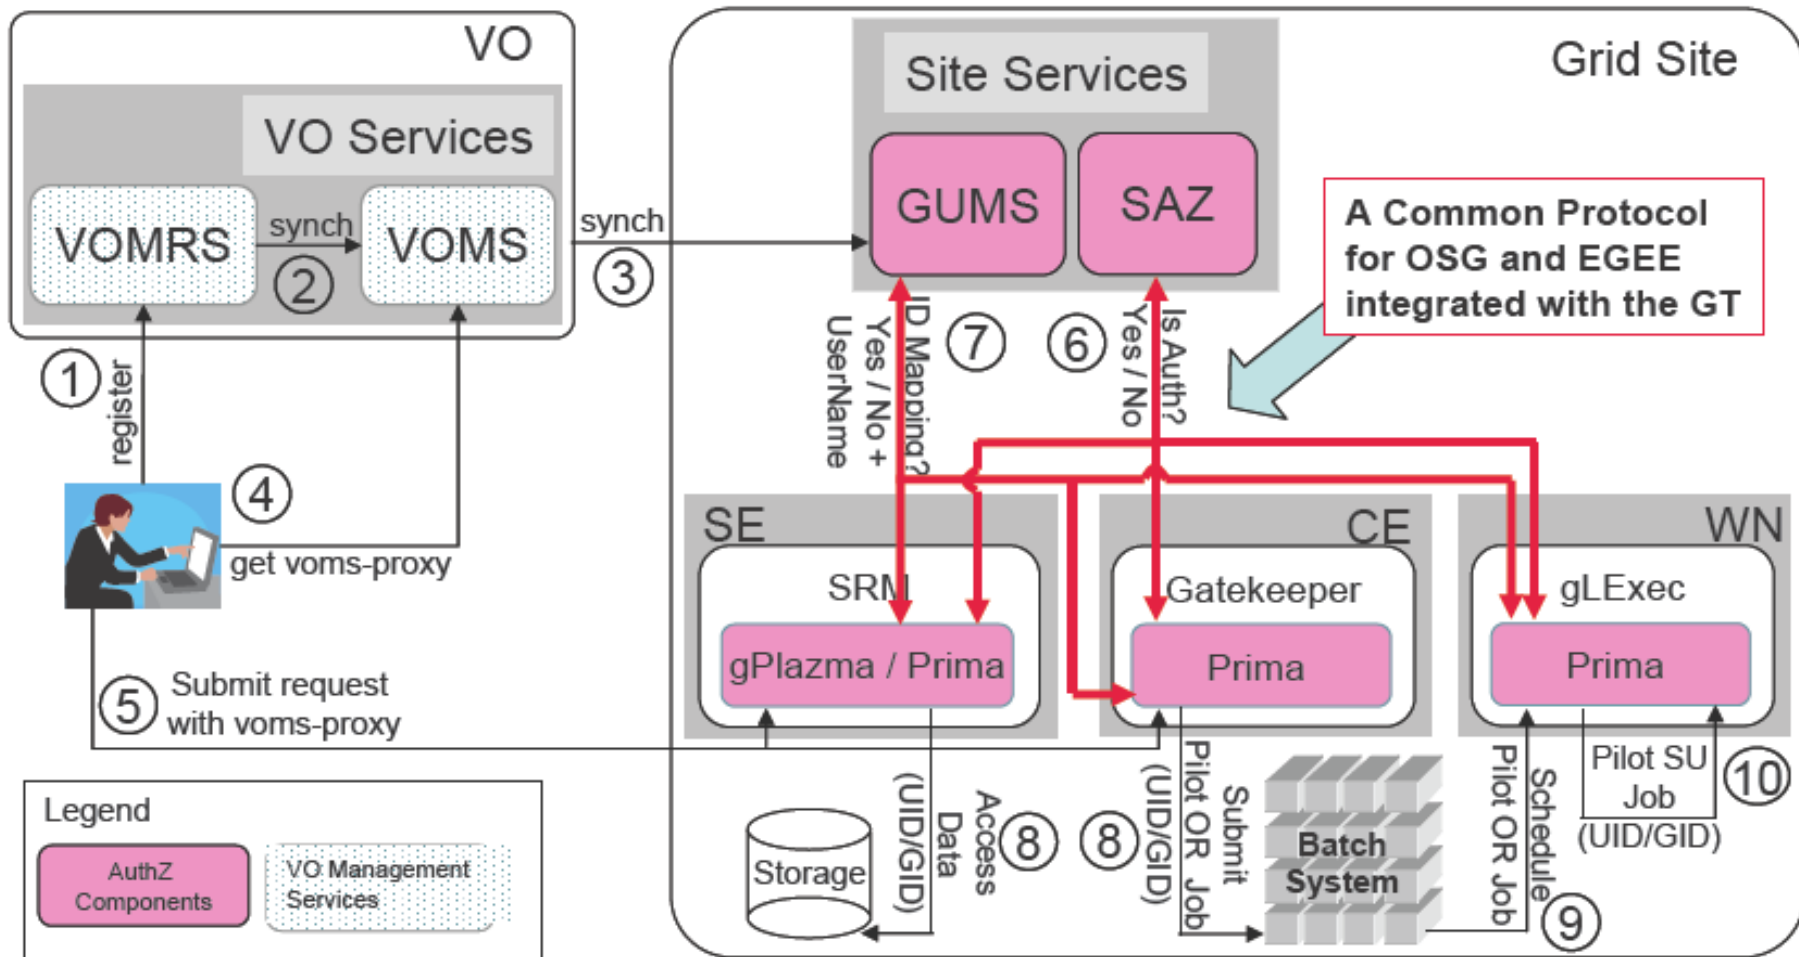 VO
VO Services
VOMRS
synch
2
VOMS
synch
3
1
register
4
get voms-proxy
5
Submit request
with voms-proxy
Grid Site
Site Services
GUMS
SAZ
A Common Protocol
for OSG and EGEE
integrated with the GT
ID Mapping?
Yes / No +
UserName
7
6
Is Auth?
Yes / No
SE
SRM
gPlazma / Prima
CE
Gatekeeper
Prima
WN
gLExec
Prima
Access
Data
(UID/GID)
8
Storage
8
Submit
Pilot OR Job
(UID/GID)
Batch
System
Schedule
Pilot OR Job
9
Pilot SU
Job
(UID/GID)
10
Legend
AuthZ
Components
VO Management
Services